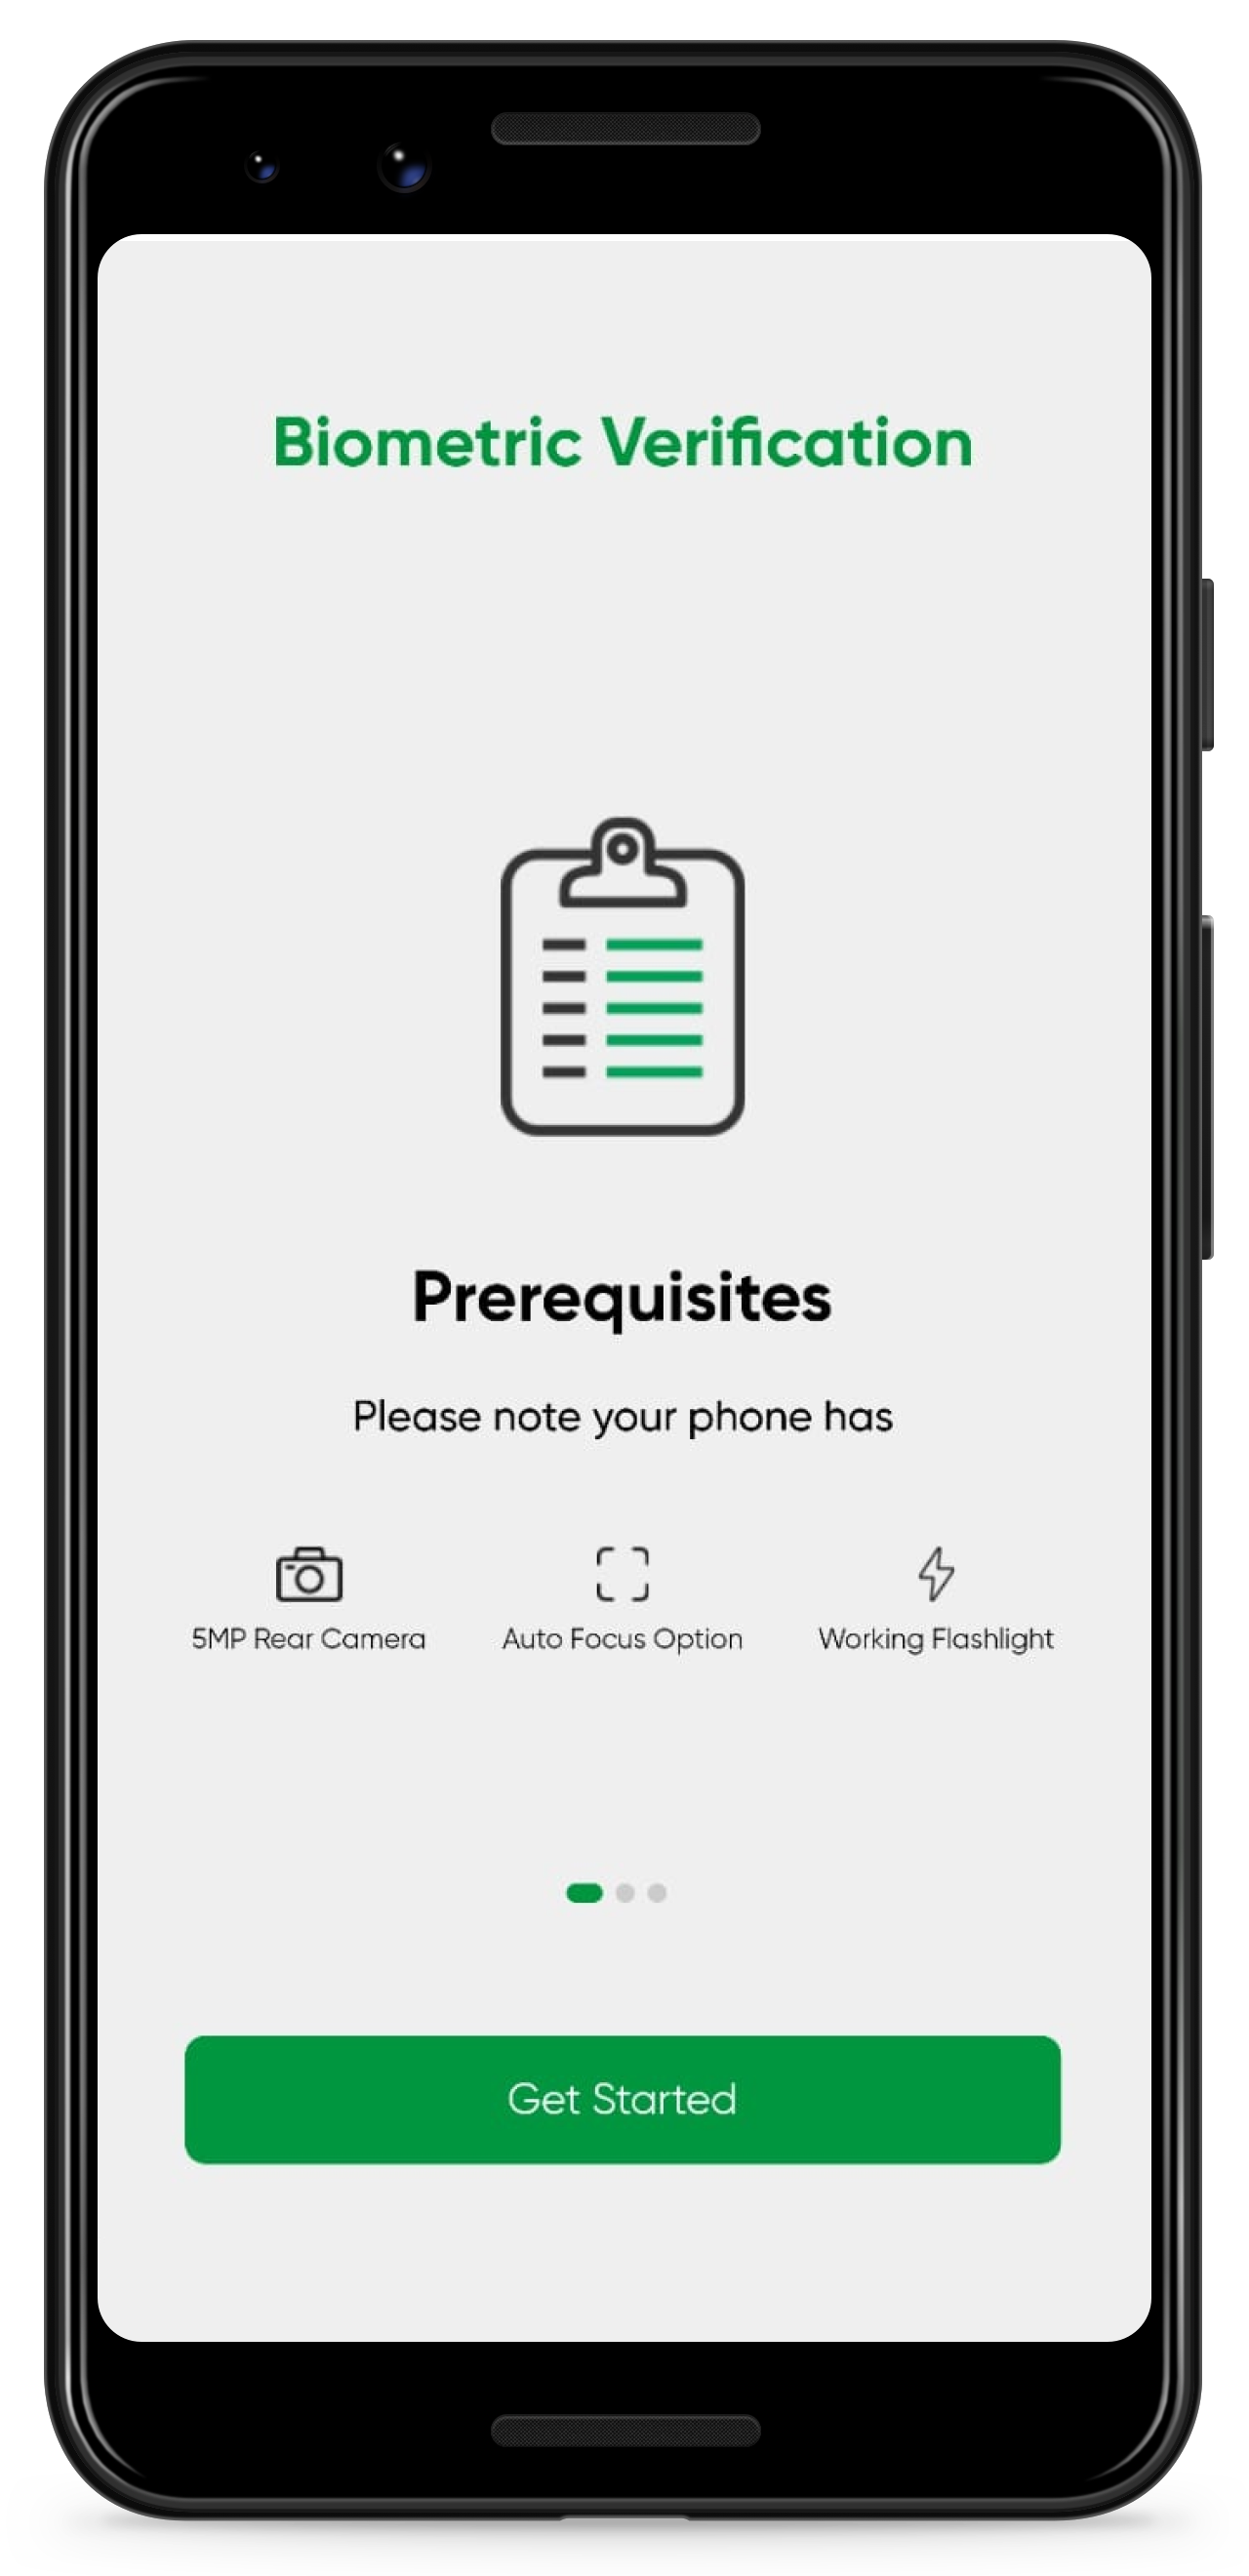 Biometric Verification
Prerequisites
Please note your phone has
5MP Rear Camera
Auto Focus Option
Working Flashlight
Get Started